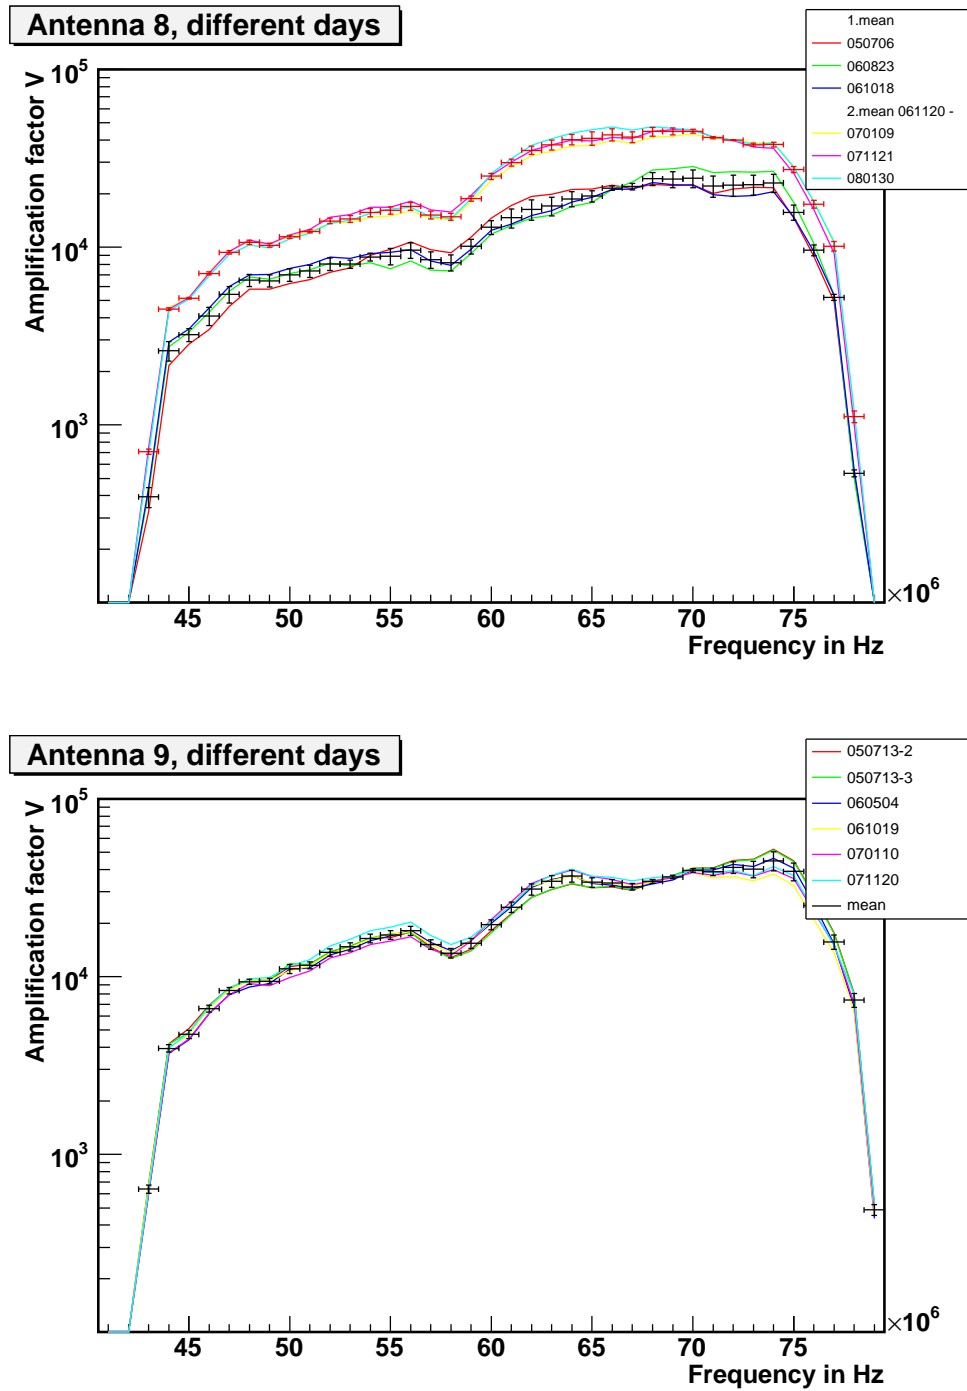 Antenna 8, different days
1.mean
050706
060823
061018
2.mean 061120 -
070109
071121
080130
Amplification factor V
10^5
10^4
10^3
45 50 55 60 65 70 75
×10^6
Frequency in Hz
Antenna 9, different days
050713-2
050713-3
060504
061019
070110
071120
mean
Amplification factor V
10^5
10^4
10^3
45 50 55 60 65 70 75
×10^6
Frequency in Hz